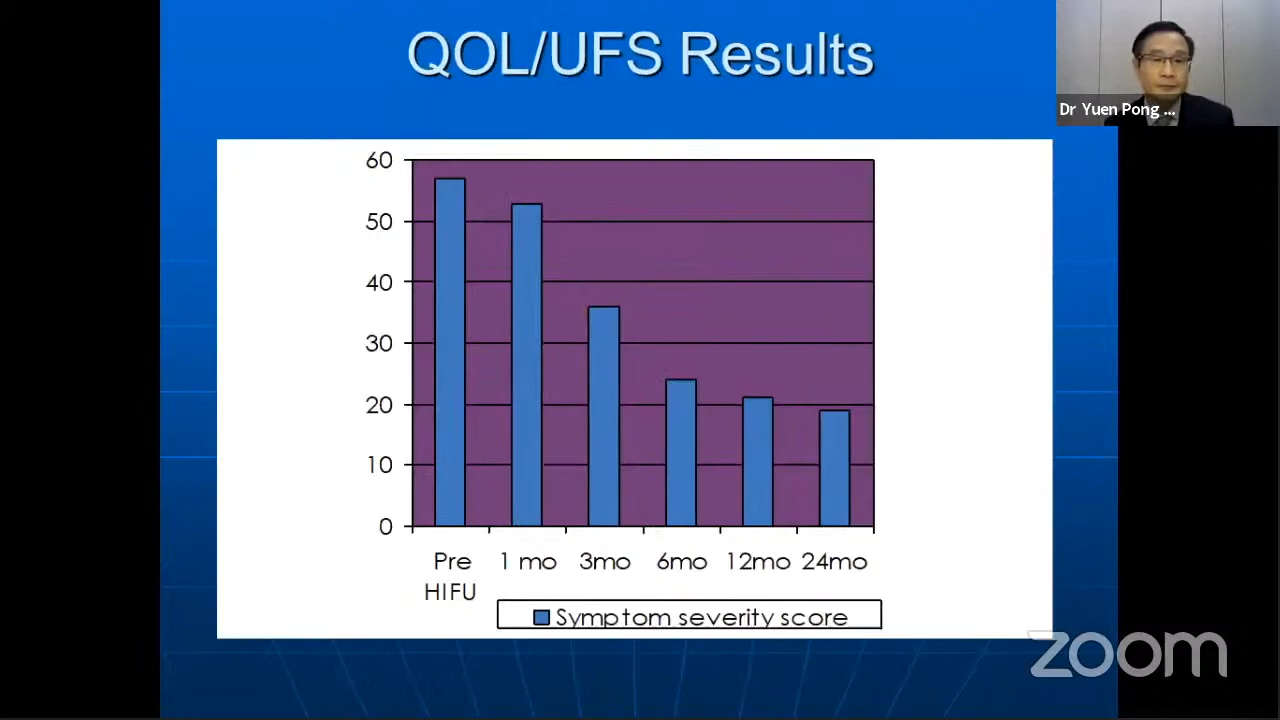 QOL/UFS Results
Dr Yuen Pong ...
60
50
40
30
20
10
0
Pre HIFU
1 mo
3mo
6mo
12mo
24mo
Symptom severity score
zoom